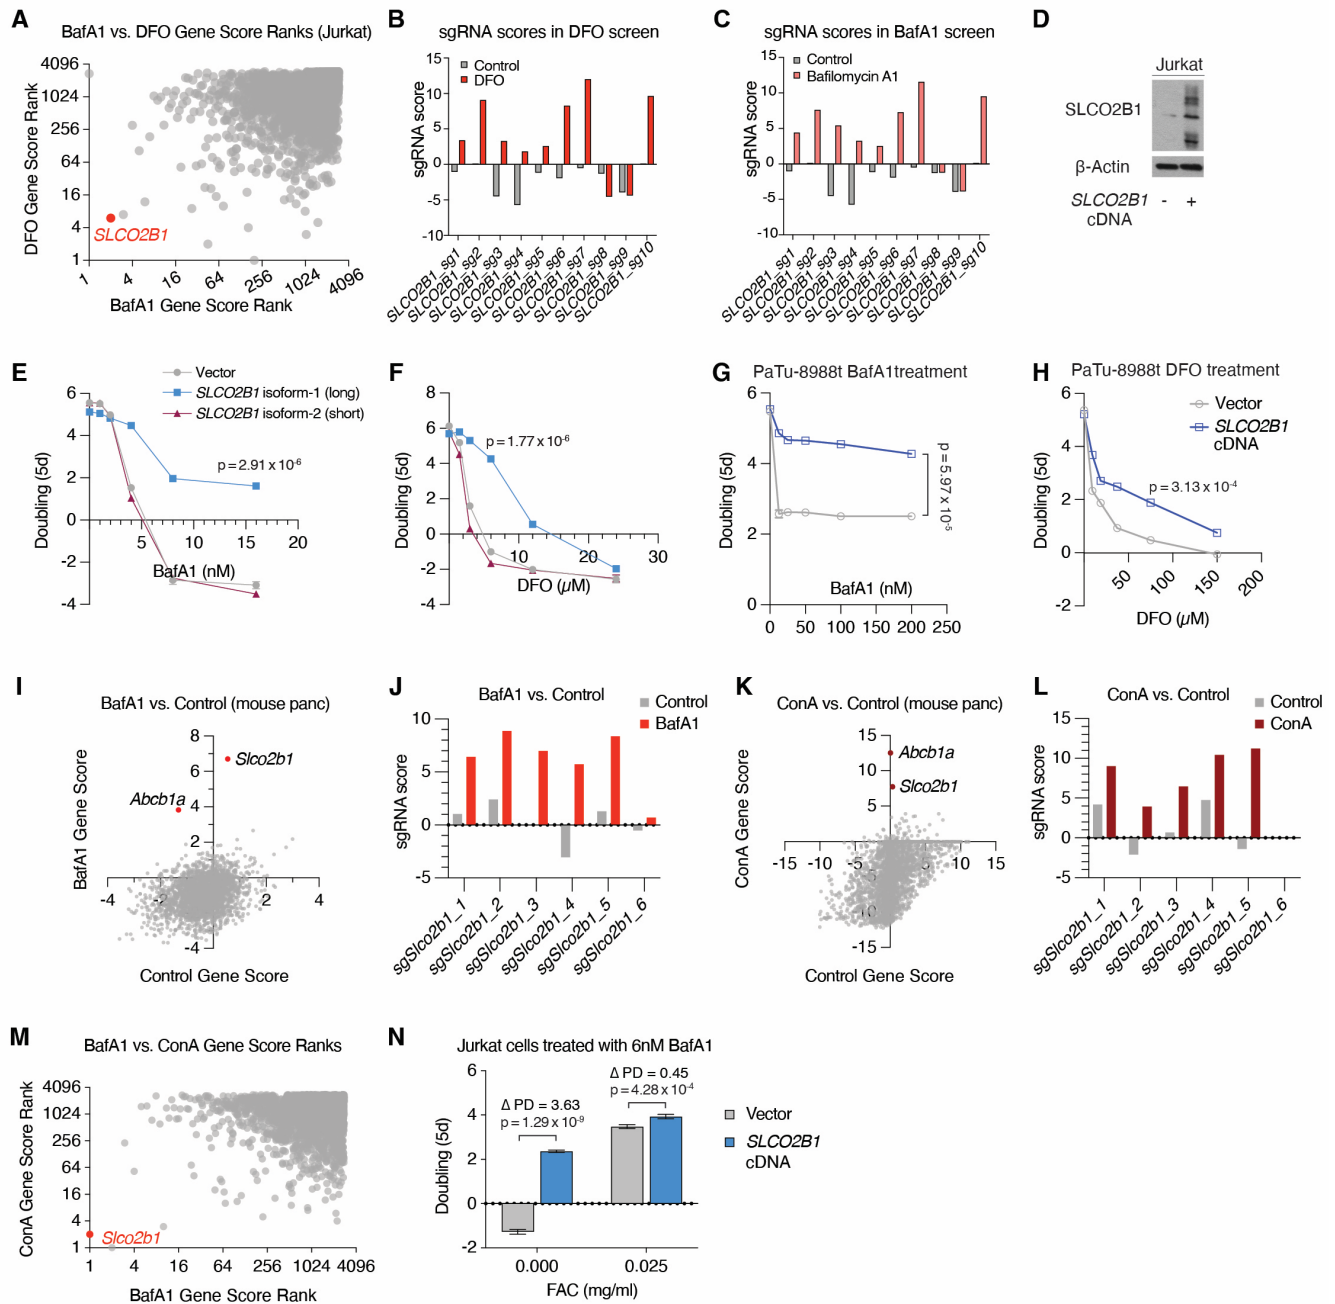 A
BafA1 vs. DFO Gene Score Ranks (Jurkat)
DFO Gene Score Rank
4096
1024
256
64
16
4
1
SLCO2B1
1 4 16 64 256 1024 4096
BafA1 Gene Score Rank
B
sgRNA scores in DFO screen
sgRNA score
15
10
5
0
-5
-10
Control
DFO
SLCO2B1_sg1
SLCO2B1_sg2
SLCO2B1_sg3
SLCO2B1_sg4
SLCO2B1_sg5
SLCO2B1_sg6
SLCO2B1_sg7
SLCO2B1_sg8
SLCO2B1_sg9
SLCO2B1_sg10
C
sgRNA scores in BafA1 screen
sgRNA score
15
10
5
0
-5
-10
Control
Bafilomycin A1
SLCO2B1_sg1
SLCO2B1_sg2
SLCO2B1_sg3
SLCO2B1_sg4
SLCO2B1_sg5
SLCO2B1_sg6
SLCO2B1_sg7
SLCO2B1_sg8
SLCO2B1_sg9
SLCO2B1_sg10
D
Jurkat
SLCO2B1
β-Actin
SLCO2B1 - +
cDNA
E
Vector
SLCO2B1 isoform-1 (long)
SLCO2B1 isoform-2 (short)
Doubling (5d)
6
4
2
0
-2
-4
p = 2.91 x 10-6
5 10 15 20
BafA1 (nM)
F
Doubling (5d)
8
6
4
2
0
-2
-4
p = 1.77 x 10-6
10 20 30
DFO (µM)
G
PaTu-8988t BafA1treatment
Doubling (5d)
6
4
2
0
p = 5.97 x 10-5
BafA1 (nM)
0 50 100 150 200 250
H
PaTu-8988t DFO treatment
Vector
SLCO2B1
cDNA
Doubling (5d)
6
4
2
0
-2
p = 3.13 x 10-4
50 100 150 200
DFO (µM)
I
BafA1 vs. Control (mouse panc)
BafA1 Gene Score
8
6
4
2
-4
Slco2b1
Abcb1a
-4 -2 2 4
Control Gene Score
J
BafA1 vs. Control
Control
BafA1
sgRNA score
10
5
0
-5
sgSlco2b1_1
sgSlco2b1_2
sgSlco2b1_3
sgSlco2b1_4
sgSlco2b1_5
sgSlco2b1_6
K
ConA vs. Control (mouse panc)
ConA Gene Score
15
10
5
-5
-10
-15
Abcb1a
Slco2b1
-15 -10 -5 5 10 15
Control Gene Score
L
ConA vs. Control
Control
ConA
sgRNA score
15
10
5
0
-5
sgSlco2b1_1
sgSlco2b1_2
sgSlco2b1_3
sgSlco2b1_4
sgSlco2b1_5
sgSlco2b1_6
M
BafA1 vs. ConA Gene Score Ranks
ConA Gene Score Rank
4096
1024
256
64
16
4
1
Slco2b1
1 4 16 64 256 1024 4096
BafA1 Gene Score Rank
N
Jurkat cells treated with 6nM BafA1
Doubling (5d)
6
4
2
0
-2
Δ PD = 3.63
p = 1.29 x 10-9
Δ PD = 0.45
p = 4.28 x 10-4
Vector
SLCO2B1
cDNA
0.000 0.025
FAC (mg/ml)